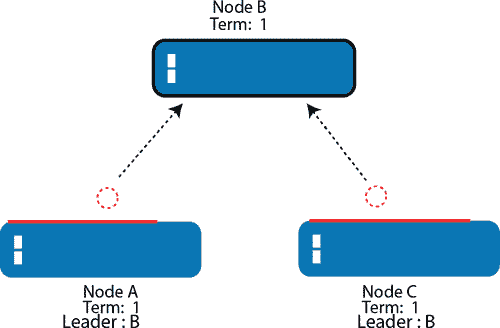 Node B
Term: 1
Node A
Term: 1
Leader : B
Node C
Term: 1
Leader : B